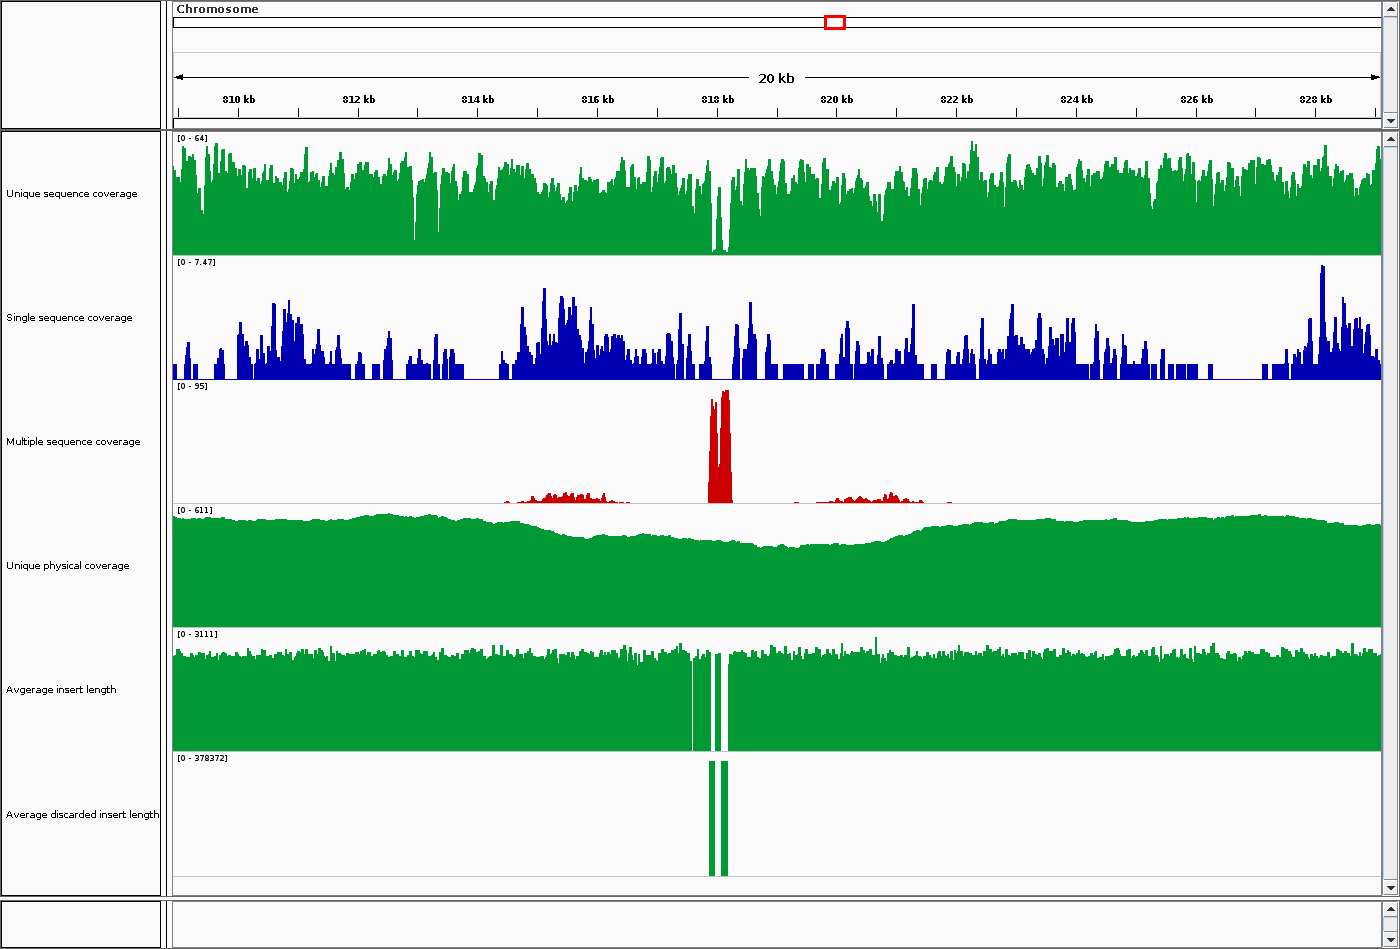 Chromosome
20 kb
810 kb 812 kb 814 kb 816 kb 818 kb 820 kb 822 kb 824 kb 826 kb 828 kb
[0 - 64]
Unique sequence coverage
[0 - 7.47]
Single sequence coverage
[0 - 95]
Multiple sequence coverage
[0 - 611]
Unique physical coverage
[0 - 3111]
Avgerage insert length
[0 - 378372]
Average discarded insert length